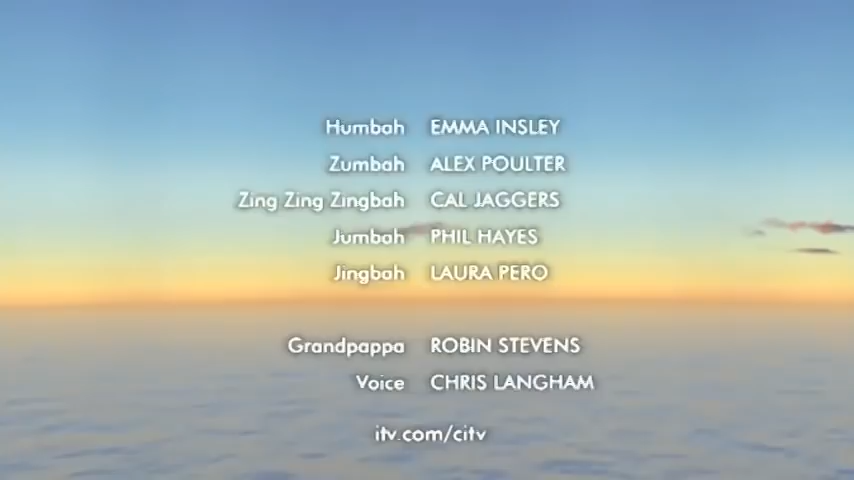 Humbah EMMA INSLEY
Zumbah ALEX POULTER
Zing Zing Zingbah CAL JAGGERS
Jumbah PHIL HAYES
Jingbah LAURA PERO
Grandpappa ROBIN STEVENS
Voice CHRIS LANGHAM
itv.com/citv